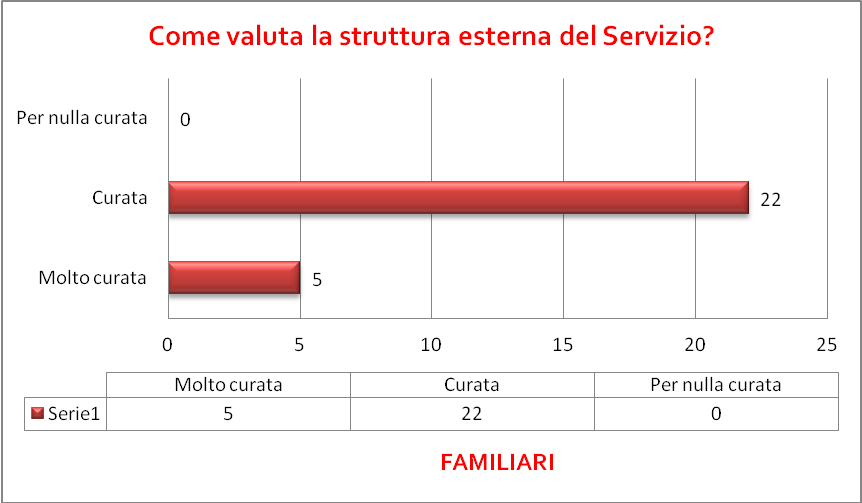 Come valuta la struttura esterna del Servizio?
Per nulla curata
0
Curata
22
Molto curata
5
0 5 10 15 20 25
Molto curata Curata Per nulla curata
Serie1 5 22 0
FAMILIARI